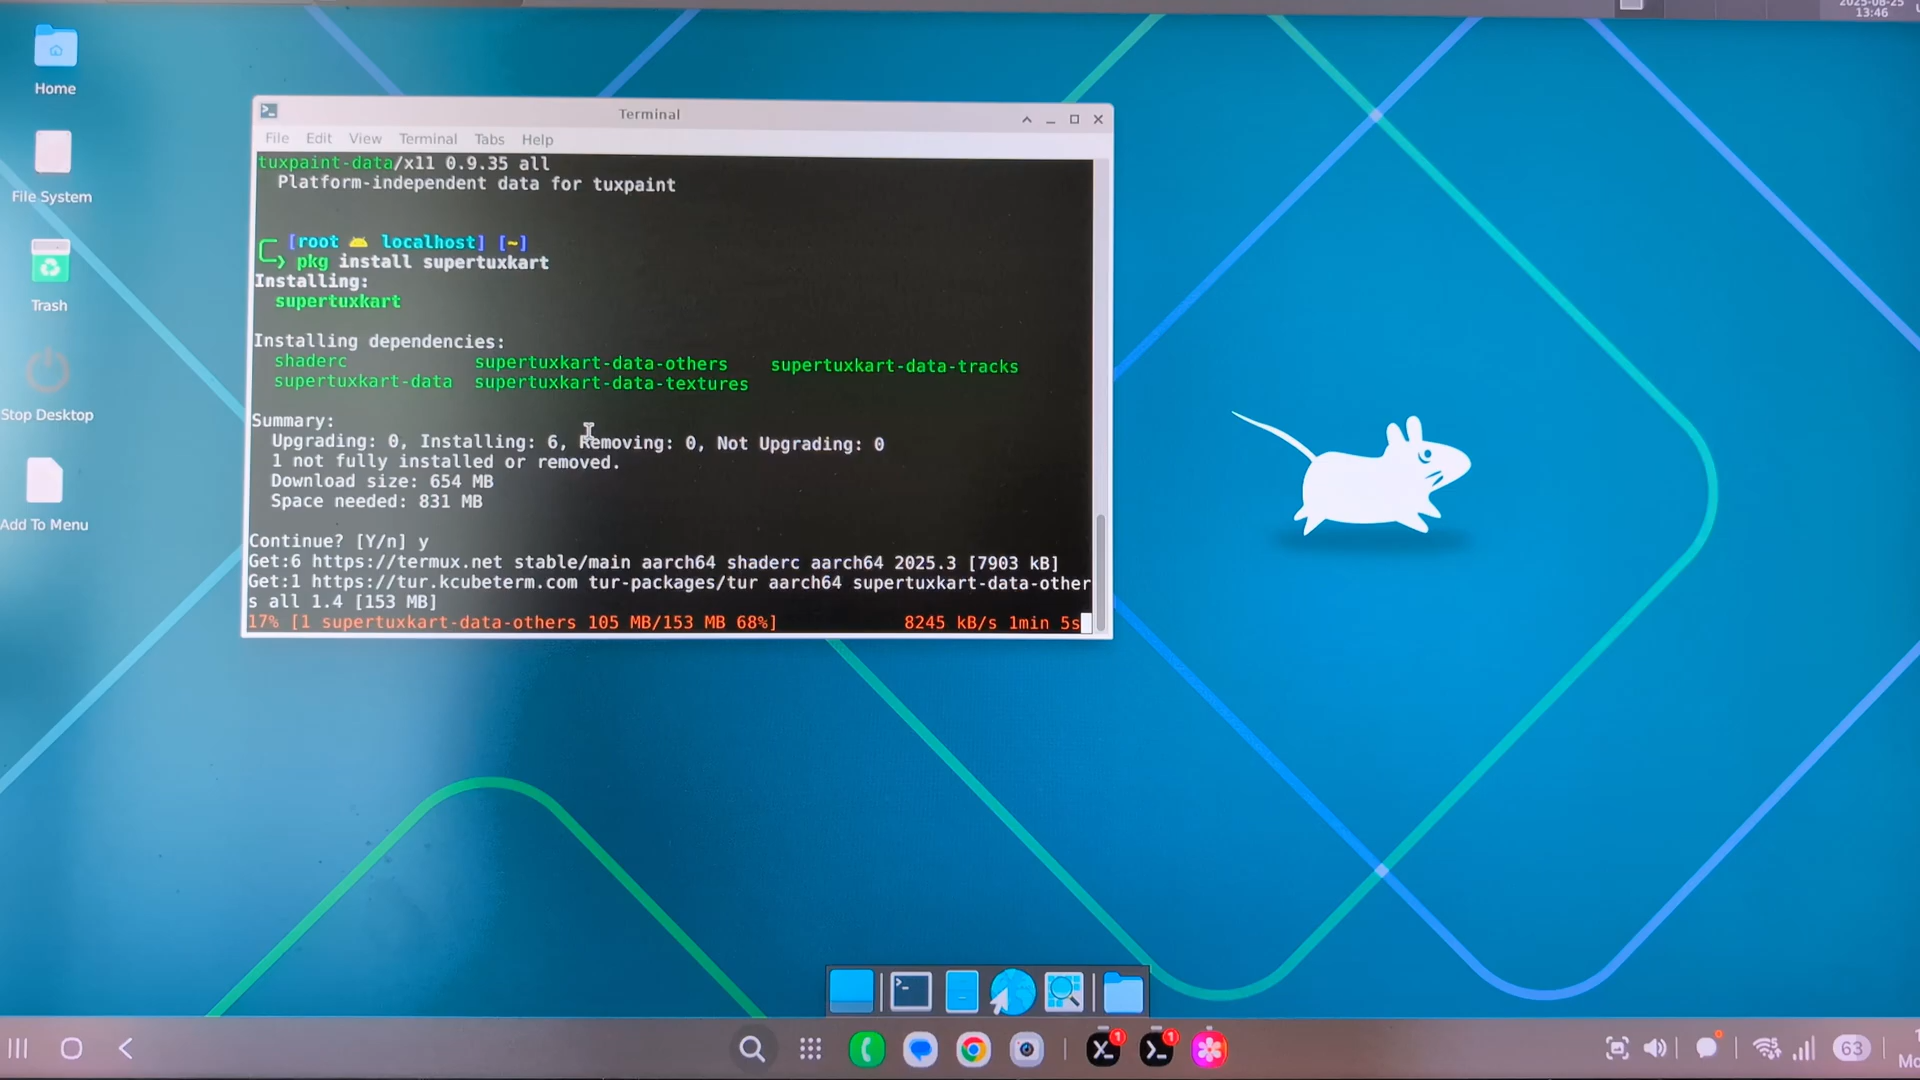 2025-08-25
13:46
Home
File System
Trash
Stop Desktop
Add To Menu
Terminal
File Edit View Terminal Tabs Help
tuxpaint-data/x11 0.9.35 all
Platform-independent data for tuxpaint
[root localhost] [~]
pkg install supertuxkart
Installing:
supertuxkart
Installing dependencies:
shaderc supertuxkart-data-others supertuxkart-data-tracks
supertuxkart-data supertuxkart-data-textures
Summary:
Upgrading: 0, Installing: 6, Removing: 0, Not Upgrading: 0
1 not fully installed or removed.
Download size: 654 MB
Space needed: 831 MB
Continue? [Y/n] y
Get:6 https://termux.net stable/main aarch64 shaderc aarch64 2025.3 [7903 kB]
Get:1 https://tur.kcubeterm.com tur-packages/tur aarch64 supertuxkart-data-other
s all 1.4 [153 MB]
17% [1 supertuxkart-data-others 105 MB/153 MB 68%] 8245 kB/s 1min 5s
1
1
63